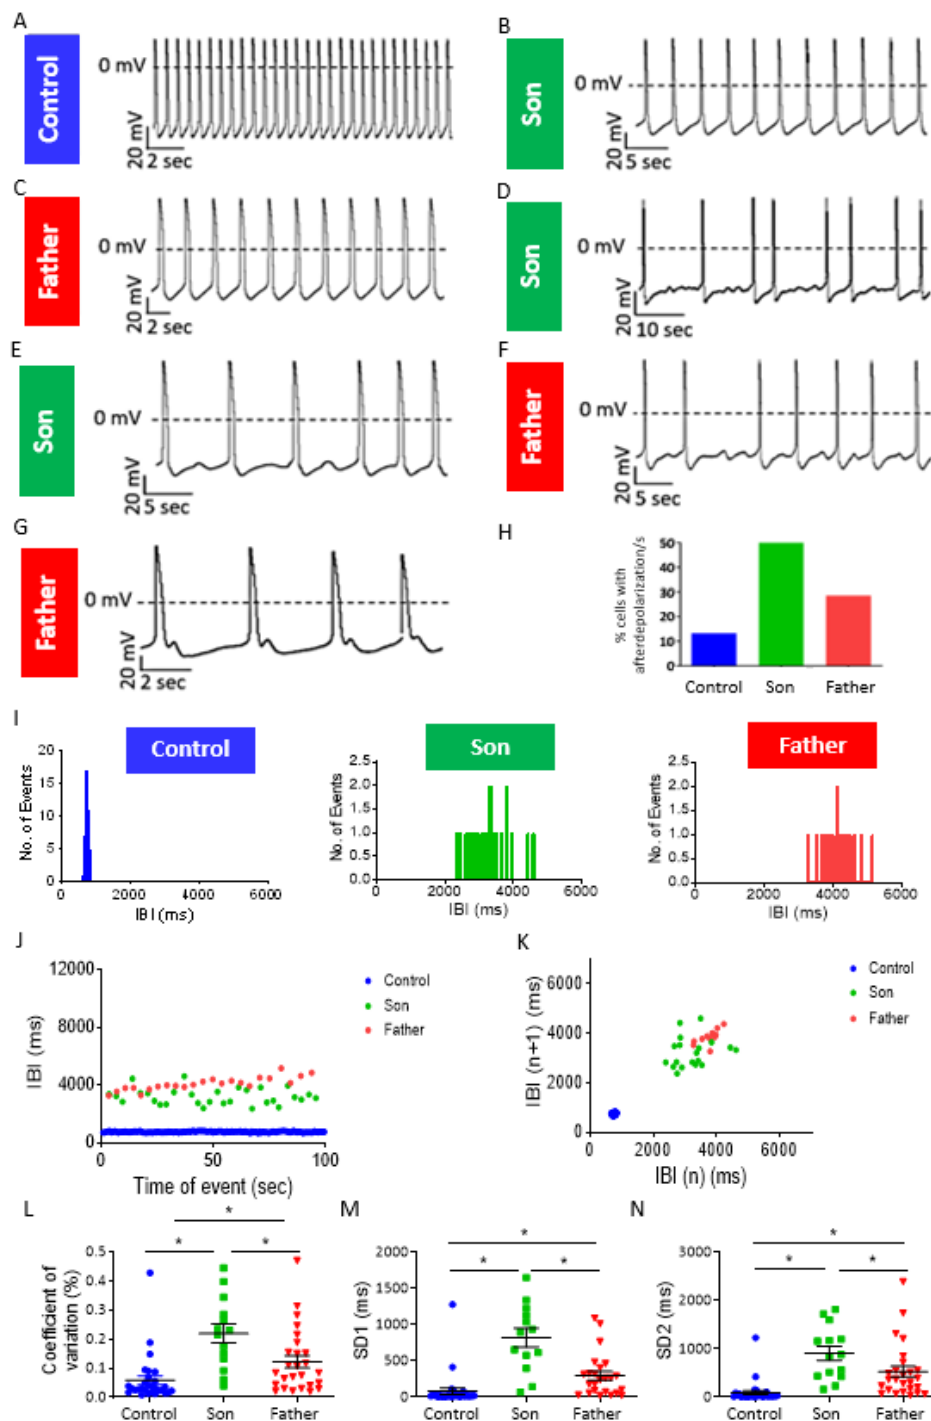 A
Control
0 mV
20 mV
2 sec
B
Son
0 mV
20 mV
5 sec
C
Father
0 mV
20 mV
2 sec
D
Son
0 mV
20 mV
10 sec
E
Son
0 mV
20 mV
5 sec
F
Father
0 mV
20 mV
5 sec
G
Father
0 mV
20 mV
2 sec
H
% cells with
afterdepolarization/s
50
40
30
20
10
0
Control Son Father
I
Control
No. of Events
20
15
10
5
0
0 2000 4000 6000
IBI (ms)
Son
No. of Events
2.5
2.0
1.5
1.0
0.5
0.0
0 2000 4000 6000
IBI (ms)
Father
No. of Events
2.5
2.0
1.5
1.0
0.5
0.0
0 2000 4000 6000
IBI (ms)
J
IBI (ms)
12000
8000
4000
0
0 50 100
Time of event (sec)
Control
Son
Father
K
IBI (n+1) (ms)
6000
4000
2000
0
0 2000 4000 6000
IBI (n) (ms)
Control
Son
Father
L
Coefficient of
variation (%)
0.5
0.4
0.3
0.2
0.1
0.0
*
* *
Control Son Father
M
SD1 (ms)
2000
1500
1000
500
0
*
* *
Control Son Father
N
SD2 (ms)
3000
2000
1000
0
*
* *
Control Son Father